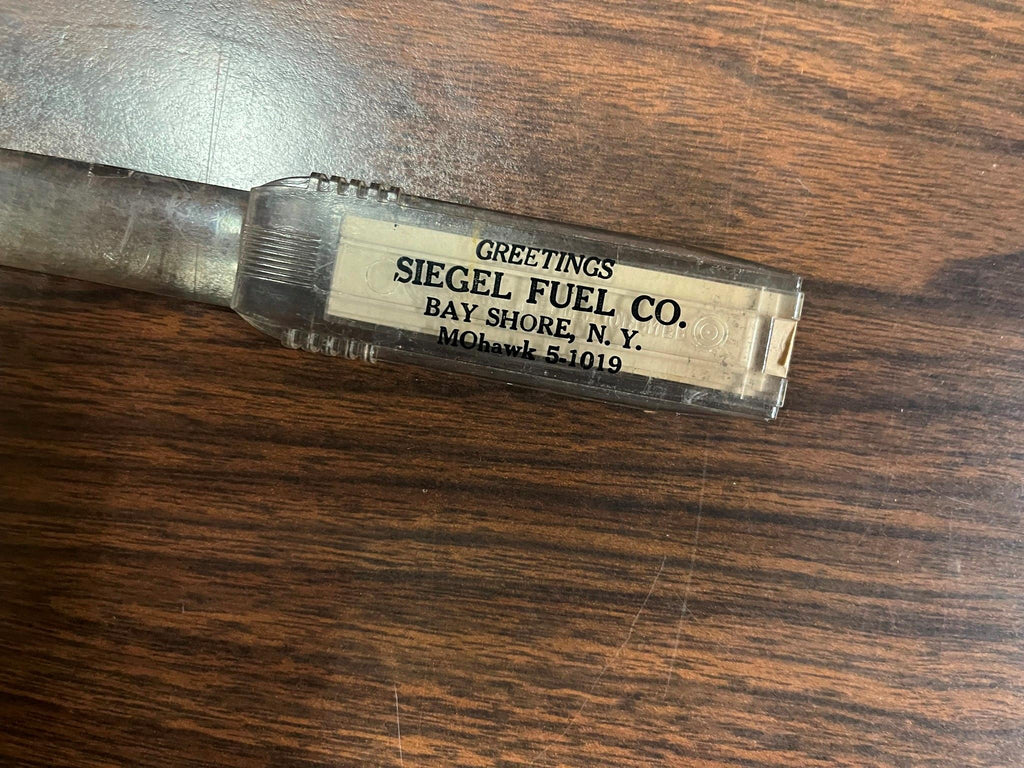 GREETINGS
SIEGEL FUEL CO.
BAY SHORE, N. Y.
MOhawk 5-1019